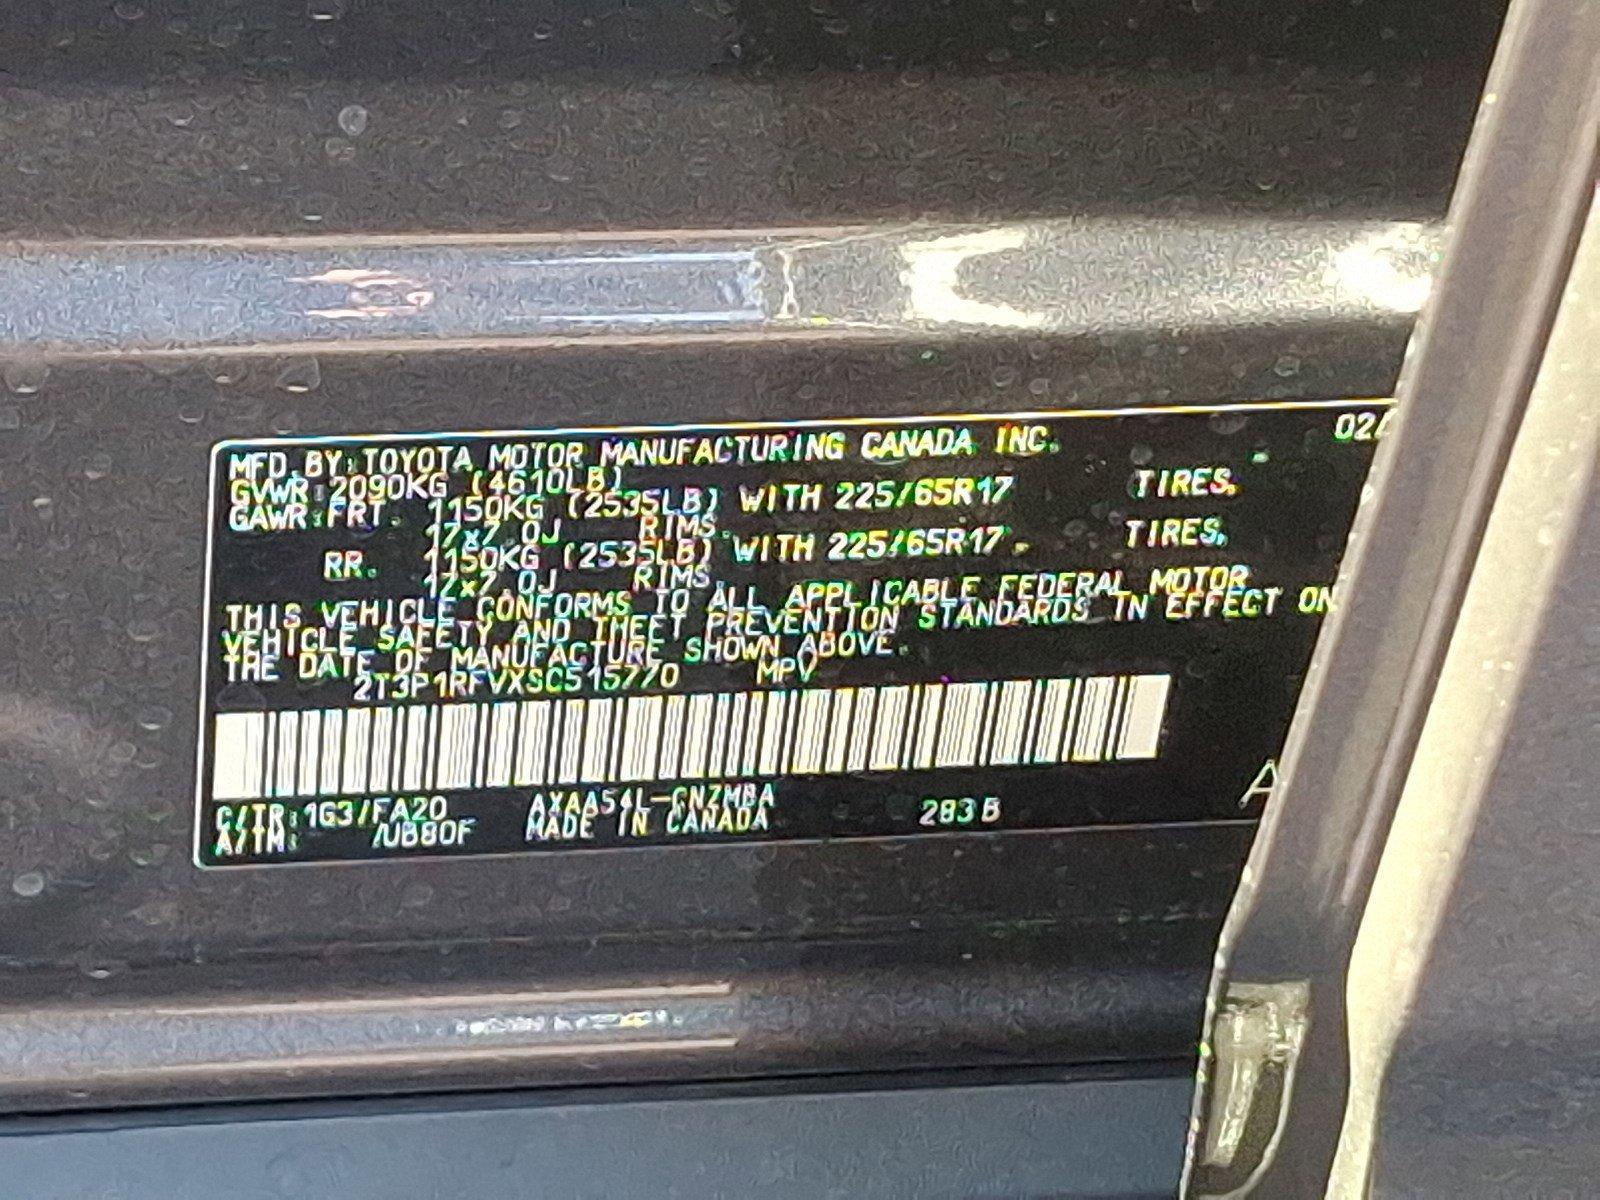 MFD. BY: TOYOTA MOTOR MANUFACTURING CANADA INC. 02/
GVWR: 2090KG (4610LB)
GAWR: FRT. 1150KG (2535LB) WITH 225/65R17 TIRES,
17x7.0J RIMS.
RR. 1150KG (2535LB) WITH 225/65R17 TIRES,
17x7.0J RIMS.
THIS VEHICLE CONFORMS TO ALL APPLICABLE FEDERAL MOTOR
VEHICLE SAFETY AND THEFT PREVENTION STANDARDS IN EFFECT ON
THE DATE OF MANUFACTURE SHOWN ABOVE.
2T3P1RFVXSC515770 MPV
C/TR: 1G3/FA20 AXAA54L-CNZMBA 283B
A/TM: /UB80F MADE IN CANADA
A